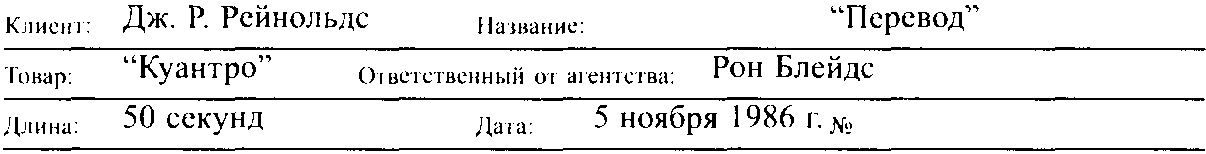 Клиент: Дж. Р. Рейнольдс Название: “Перевод”
Товар: “Куантро” Ответственный от агентства: Рон Блейдс
Длина: 50 секунд Дата: 5 ноября 1986 г. №